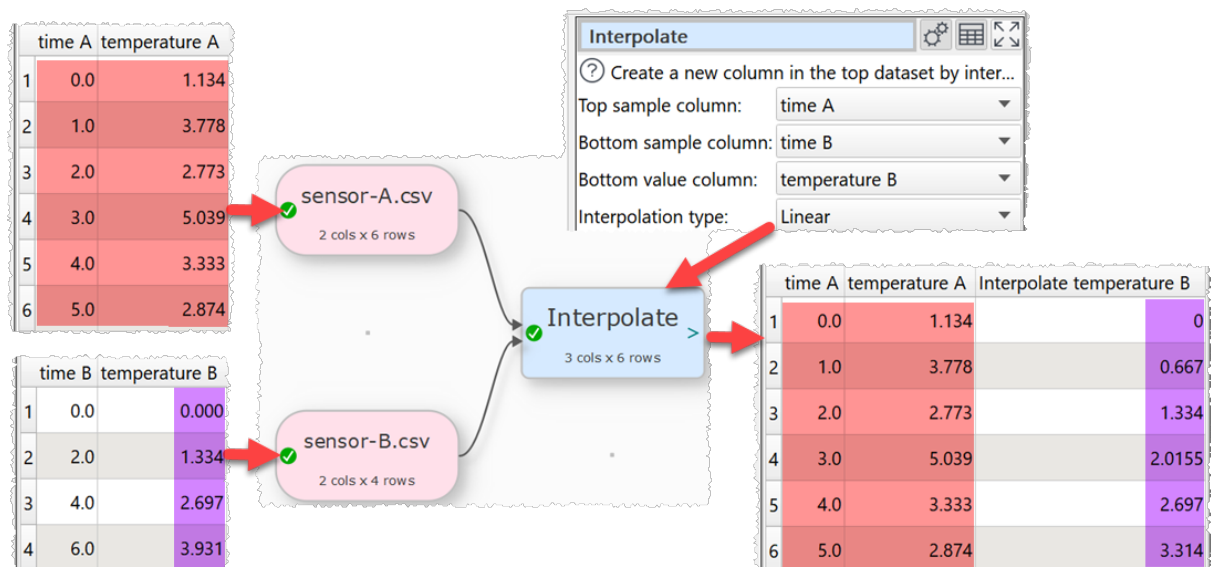 time A temperature A
1 0.0 1.134
2 1.0 3.778
3 2.0 2.773
4 3.0 5.039
5 4.0 3.333
6 5.0 2.874
time B temperature B
1 0.0 0.000
2 2.0 1.334
3 4.0 2.697
4 6.0 3.931
sensor-A.csv
2 cols x 6 rows
sensor-B.csv
2 cols x 4 rows
Interpolate
? Create a new column in the top dataset by inter...
Top sample column: time A
Bottom sample column: time B
Bottom value column: temperature B
Interpolation type: Linear
Interpolate >
3 cols x 6 rows
time A temperature A Interpolate temperature B
1 0.0 1.134 0
2 1.0 3.778 0.667
3 2.0 2.773 1.334
4 3.0 5.039 2.0155
5 4.0 3.333 2.697
6 5.0 2.874 3.314